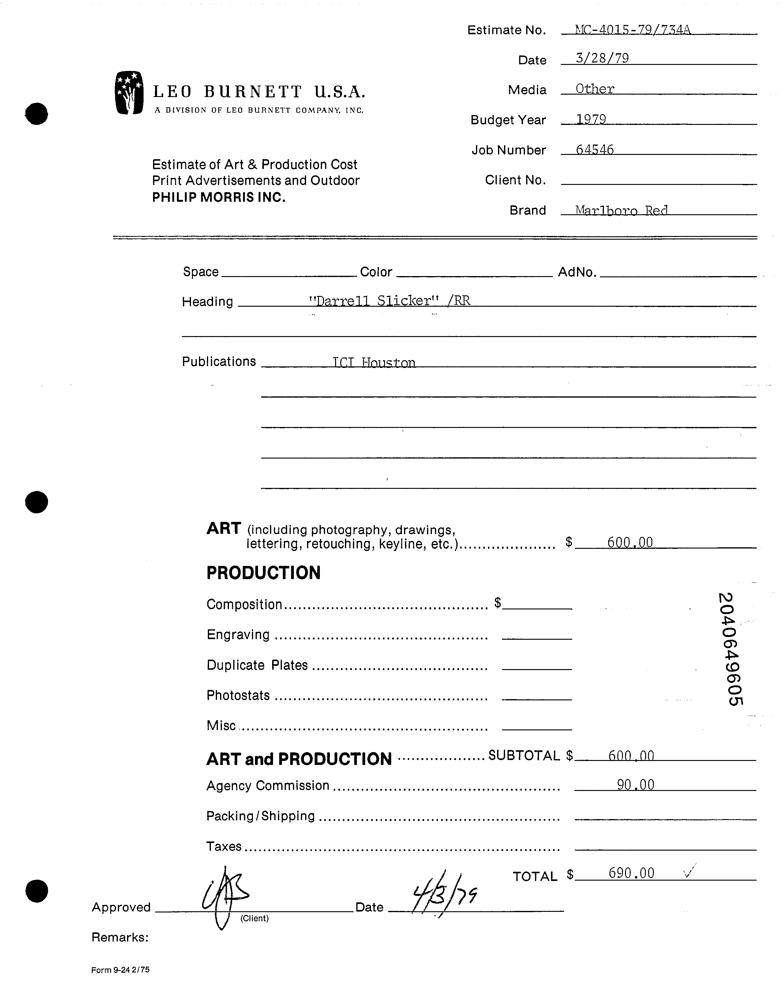 Estimate No. MC-4015-79/734A
Date 3/28/79
LEO BURNETT U.S.A.
A DIVISION OF LEO BURNETT COMPANY, INC.
Media Other
Budget Year 1979
Job Number 64546
Estimate of Art & Production Cost
Print Advertisements and Outdoor
PHILIP MORRIS INC.
Client No.
Brand Marlboro Red
Space Color AdNo.
Heading "Darrell Slicker" /RR
Publications ICI Houston
ART (including photography, drawings,
lettering, retouching, keyline, etc.).................... $ 600.00
PRODUCTION
Composition............................................ $
Engraving ..............................................
Duplicate Plates ......................................
Photostats ..............................................
Misc .....................................................
ART and PRODUCTION ................... SUBTOTAL $ 600.00
Agency Commission ................................................. 90.00
Packing/Shipping ....................................................
Taxes ....................................................................
TOTAL $ 690.00 ✓
Approved Date 4/3/79
(Client)
Remarks:
Form 9-24 2/75
2040649605